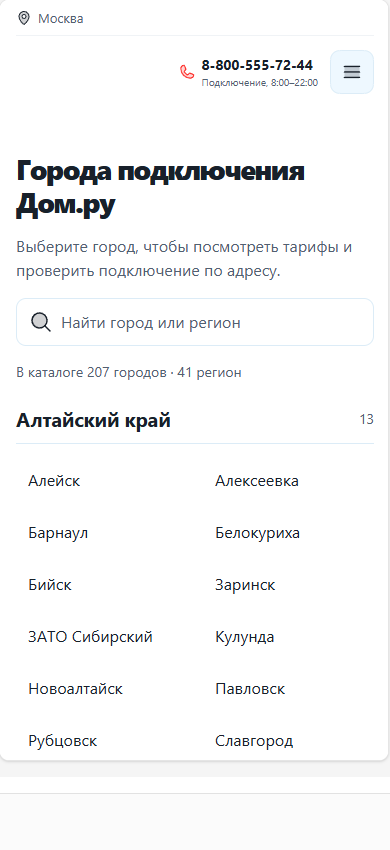 Москва
8-800-555-72-44
Подключение, 8:00–22:00
Города подключения
Дом.ру
Выберите город, чтобы посмотреть тарифы и
проверить подключение по адресу.
Найти город или регион
В каталоге 207 городов · 41 регион
Алтайский край 13
Алейск Алексеевка
Барнаул Белокуриха
Бийск Заринск
ЗАТО Сибирский Кулунда
Новоалтайск Павловск
Рубцовск Славгород